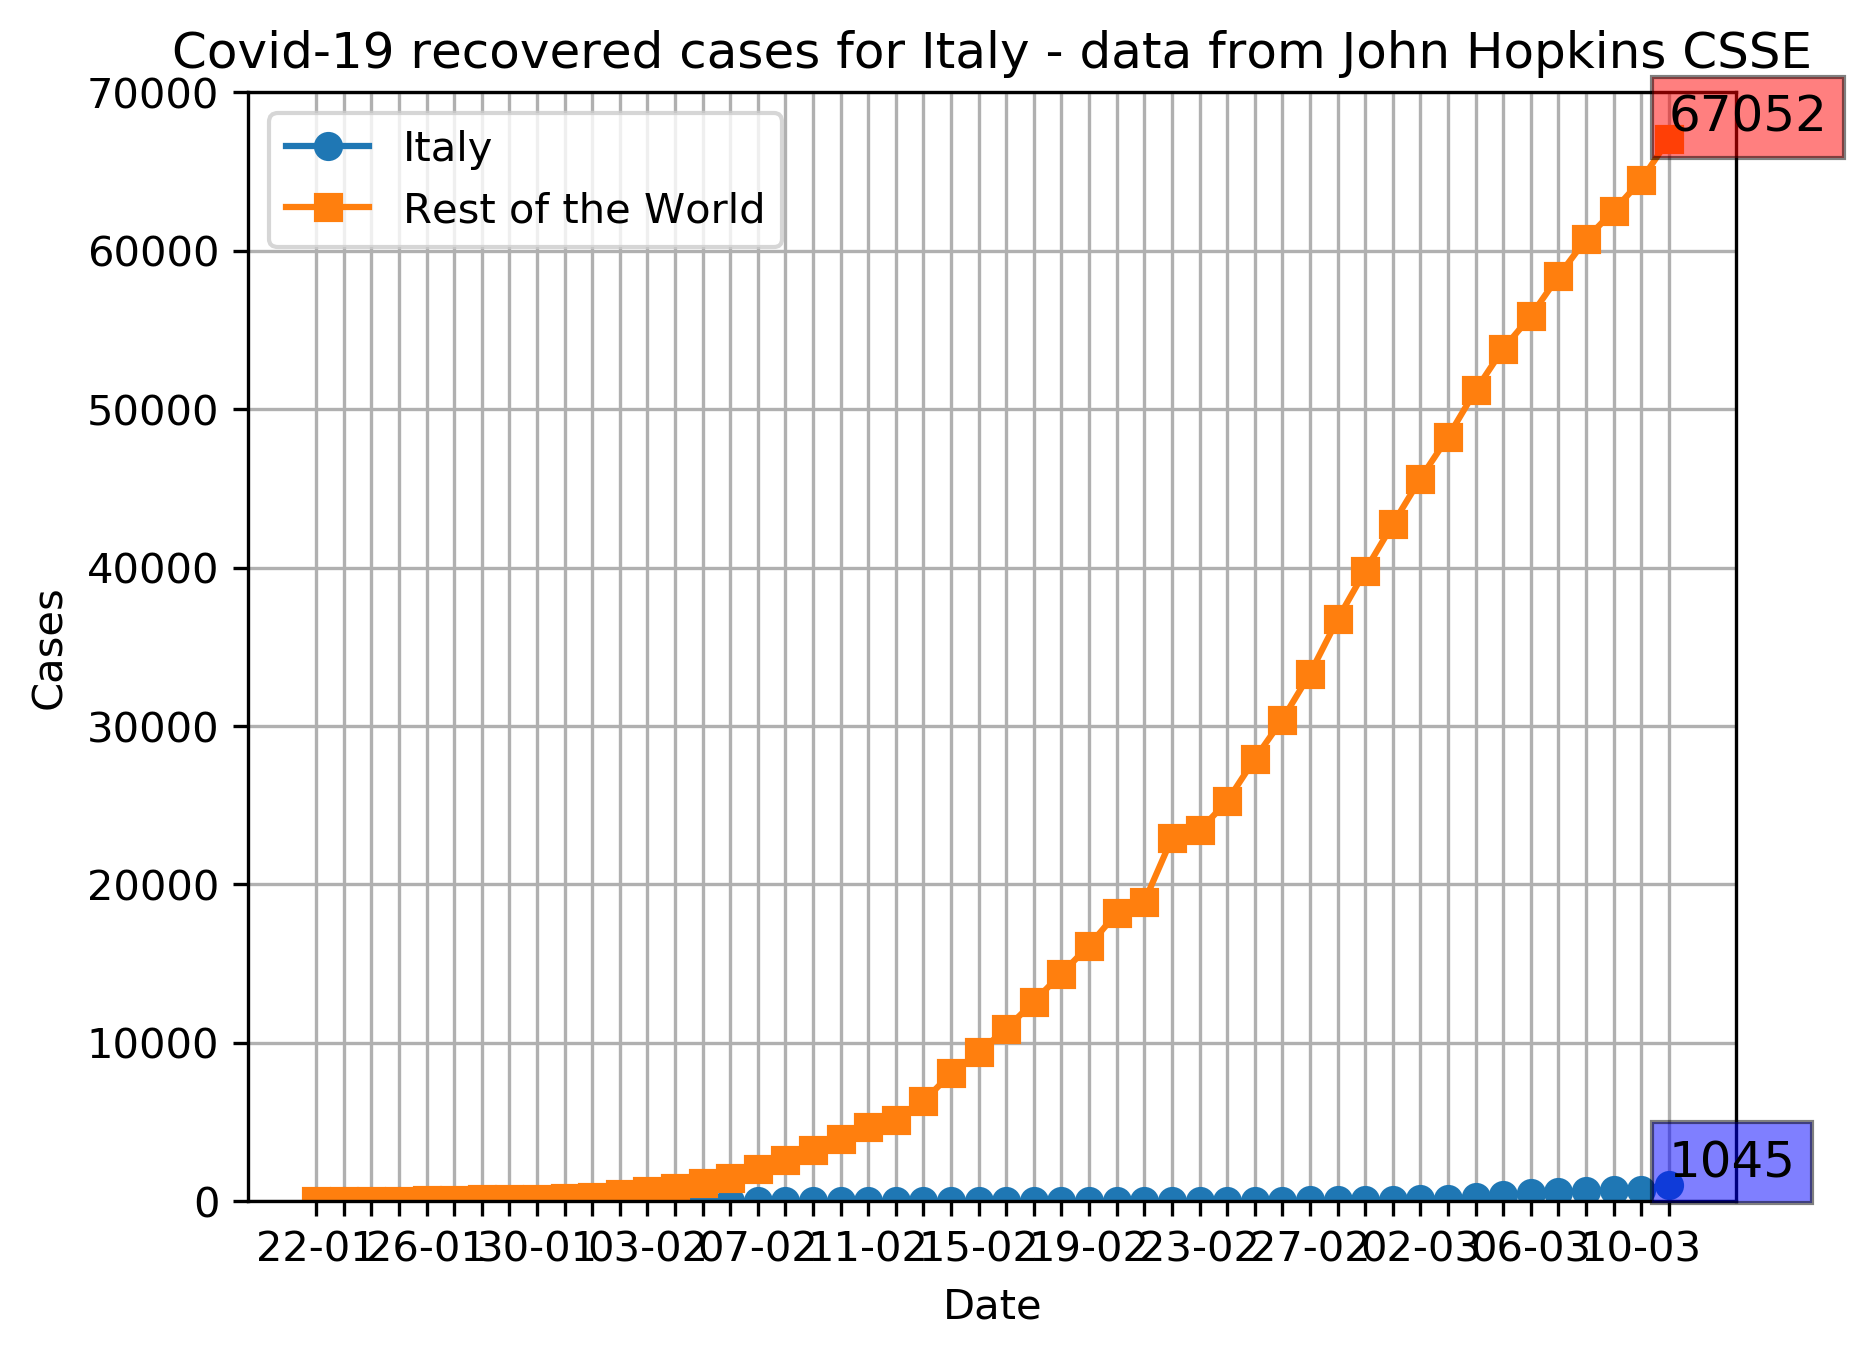 Covid-19 recovered cases for Italy - data from John Hopkins CSSE
70000
60000
50000
40000
30000
20000
10000
0
Cases
Italy
Rest of the World
67052
1045
22-01 26-01 30-01 03-02 07-02 11-02 15-02 19-02 23-02 27-02 02-03 06-03 10-03
Date